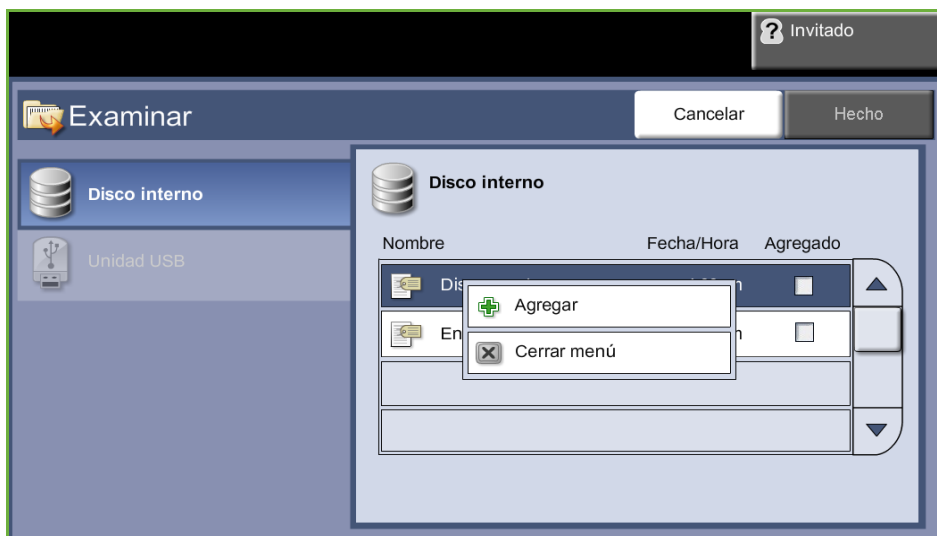 Invitado
Examinar
Cancelar
Hecho
Disco interno
Unidad USB
Disco interno
Nombre Fecha/Hora Agregado
Agregar
Cerrar menú